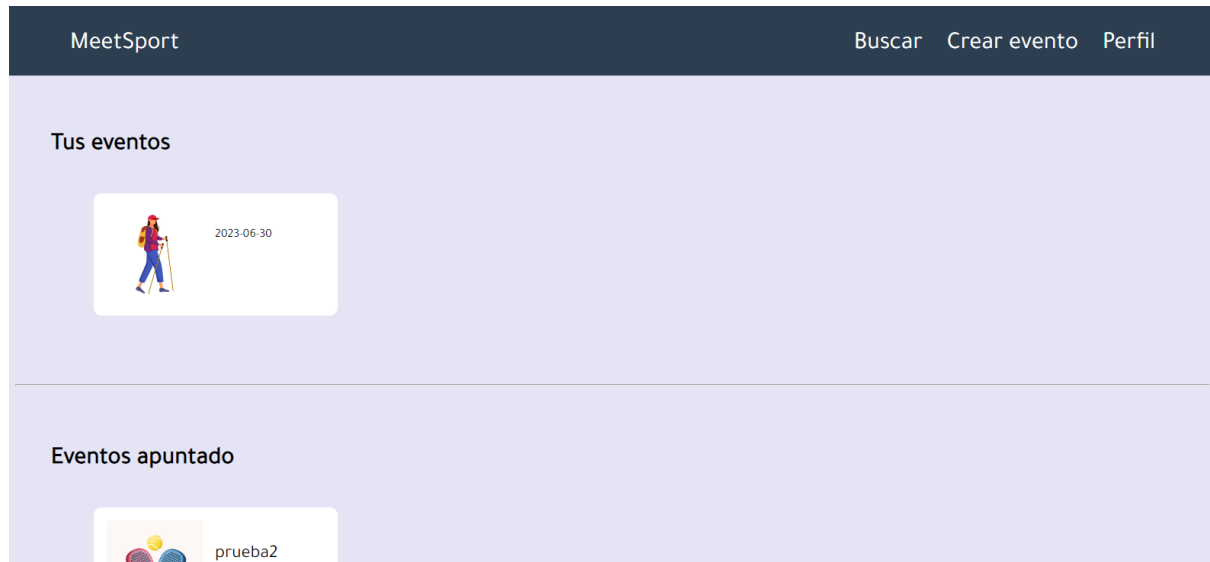 MeetSport Buscar Crear evento Perfil
Tus eventos
2023-06-30
Eventos apuntado
prueba2